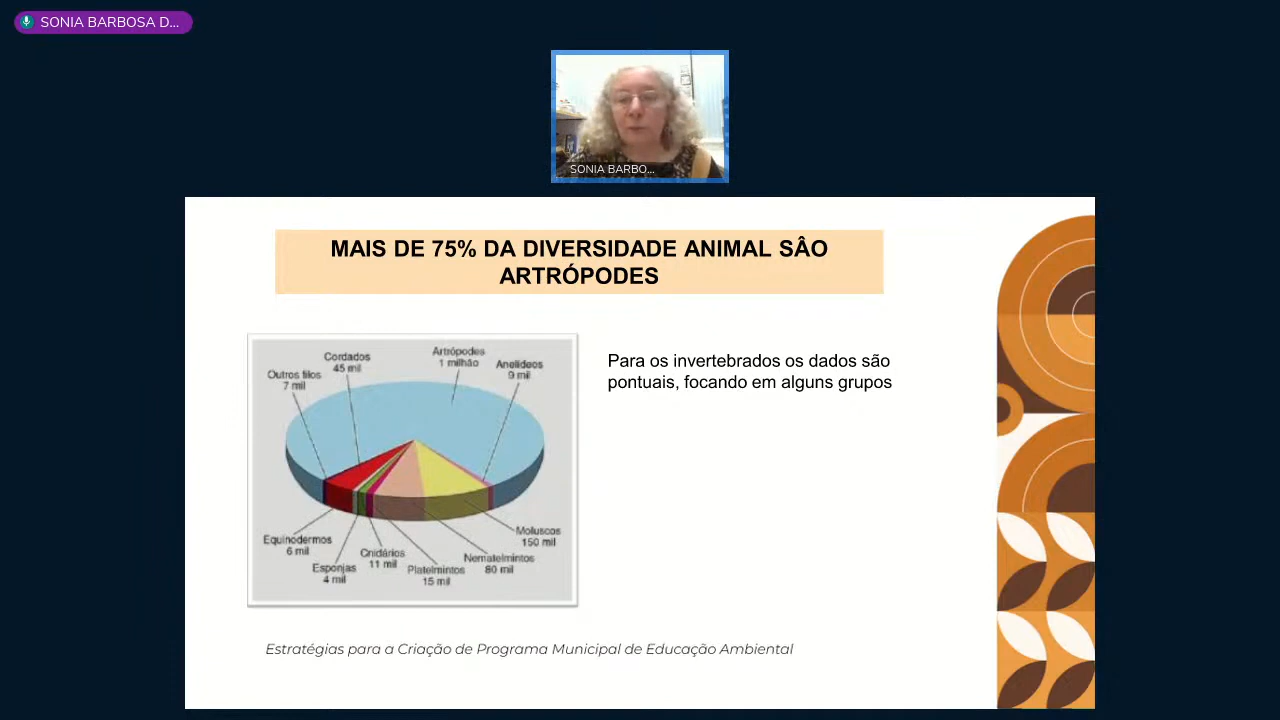 SONIA BARBOSA D...
SONIA BARBO...
MAIS DE 75% DA DIVERSIDADE ANIMAL SÂO
ARTRÓPODES
Para os invertebrados os dados são
pontuais, focando em alguns grupos
Artrópodes
1 milhão
Cordados
45 mil
Anelídeos
9 mil
Outros filos
7 mil
Equinodermos
6 mil
Esponjas
4 mil
Cnidários
11 mil
Platelmintos
15 mil
Nematelmintos
80 mil
Moluscos
150 mil
Estratégias para a Criação de Programa Municipal de Educação Ambiental